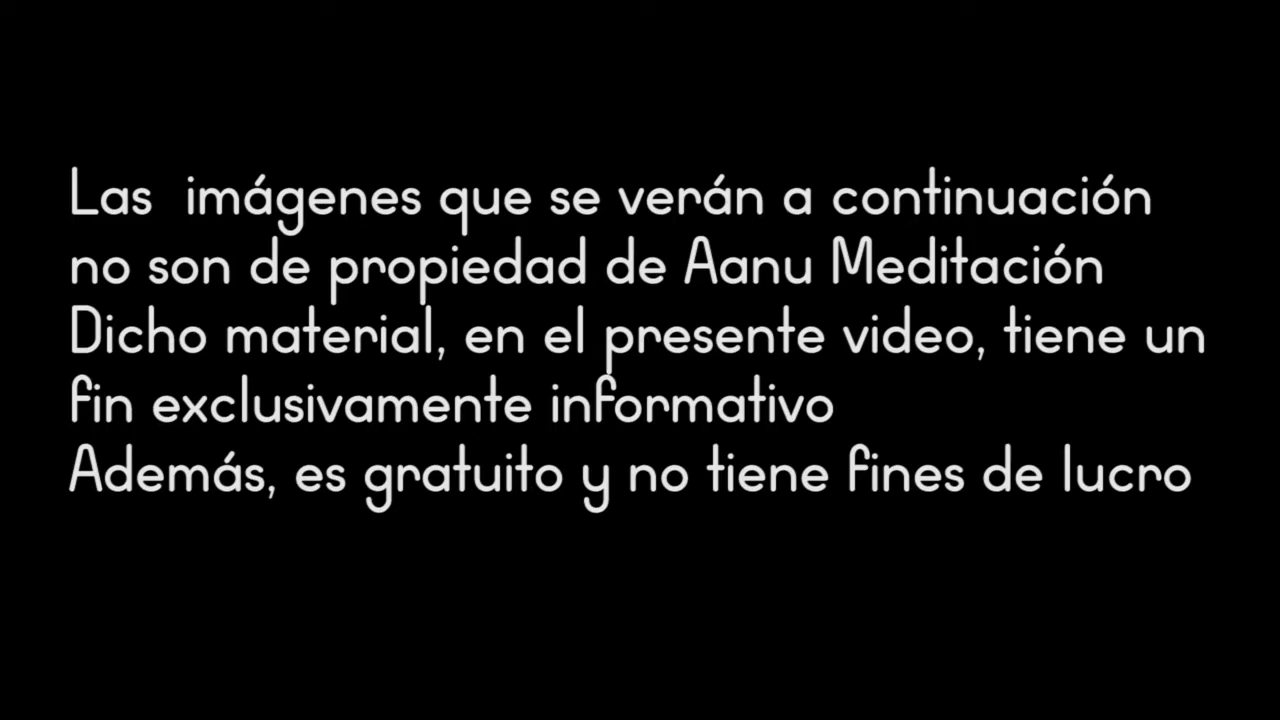 Las  imágenes que se verán a continuación
no son de propiedad de Aanu Meditación
Dicho material, en el presente video, tiene un
fin exclusivamente informativo
Además, es gratuito y no tiene fines de lucro